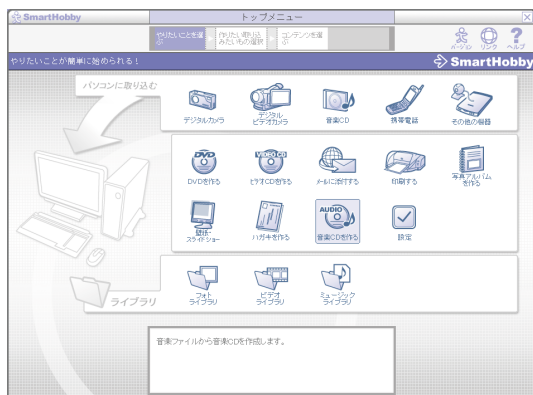 SmartHobby
トップメニュー
やりたいことを選
ぶ
作りたい/取り込
みたいもの選択
コンテンツを選
ぶ
バージョン
リンク
ヘルプ
やりたいことが簡単に始められる!
SmartHobby
パソコンに取り込む
デジタルカメラ
デジタル
ビデオカメラ
音楽CD
携帯電話
その他の機器
DVD
DVDを作る
VIDEO CD
ビデオCDを作る
メールに添付する
印刷する
写真アルバム
を作る
壁紙・
スライドショー
ハガキを作る
AUDIO
音楽CDを作る
設定
ライブラリ
フォト
ライブラリ
ビデオ
ライブラリ
ミュージック
ライブラリ
音楽ファイルから音楽CDを作成します。